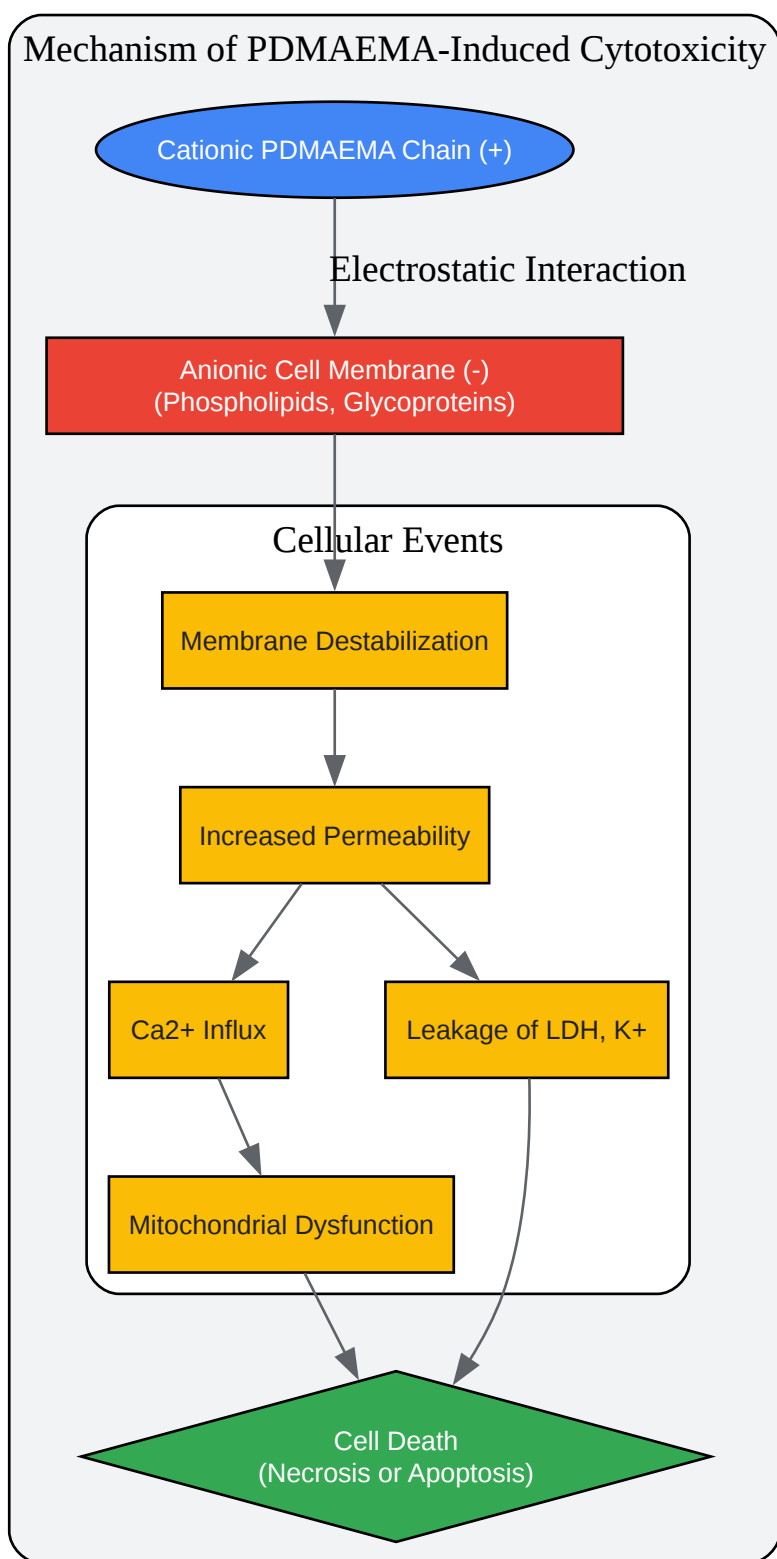 Mechanism of PDMAEMA-Induced Cytotoxicity
Cationic PDMAEMA Chain (+)
Electrostatic Interaction
Anionic Cell Membrane (-)
(Phospholipids, Glycoproteins)
Cellular Events
Membrane Destabilization
Increased Permeability
Ca2+ Influx
Leakage of LDH, K+
Mitochondrial Dysfunction
Cell Death
(Necrosis or Apoptosis)